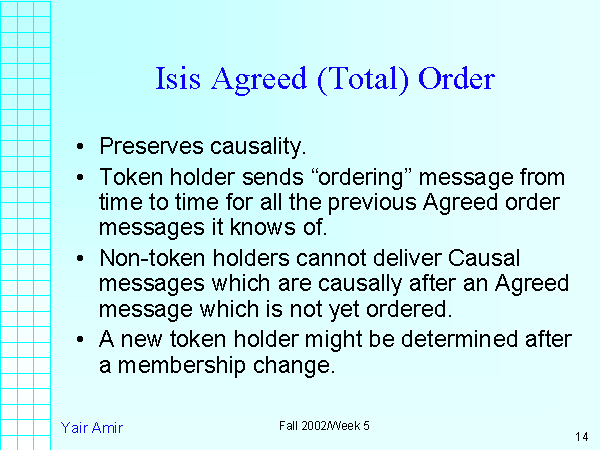 Isis Agreed (Total) Order
• Preserves causality.
• Token holder sends “ordering” message from
time to time for all the previous Agreed order
messages it knows of.
• Non-token holders cannot deliver Causal
messages which are causally after an Agreed
message which is not yet ordered.
• A new token holder might be determined after
a membership change.
Yair Amir
Fall 2002/Week 5
14